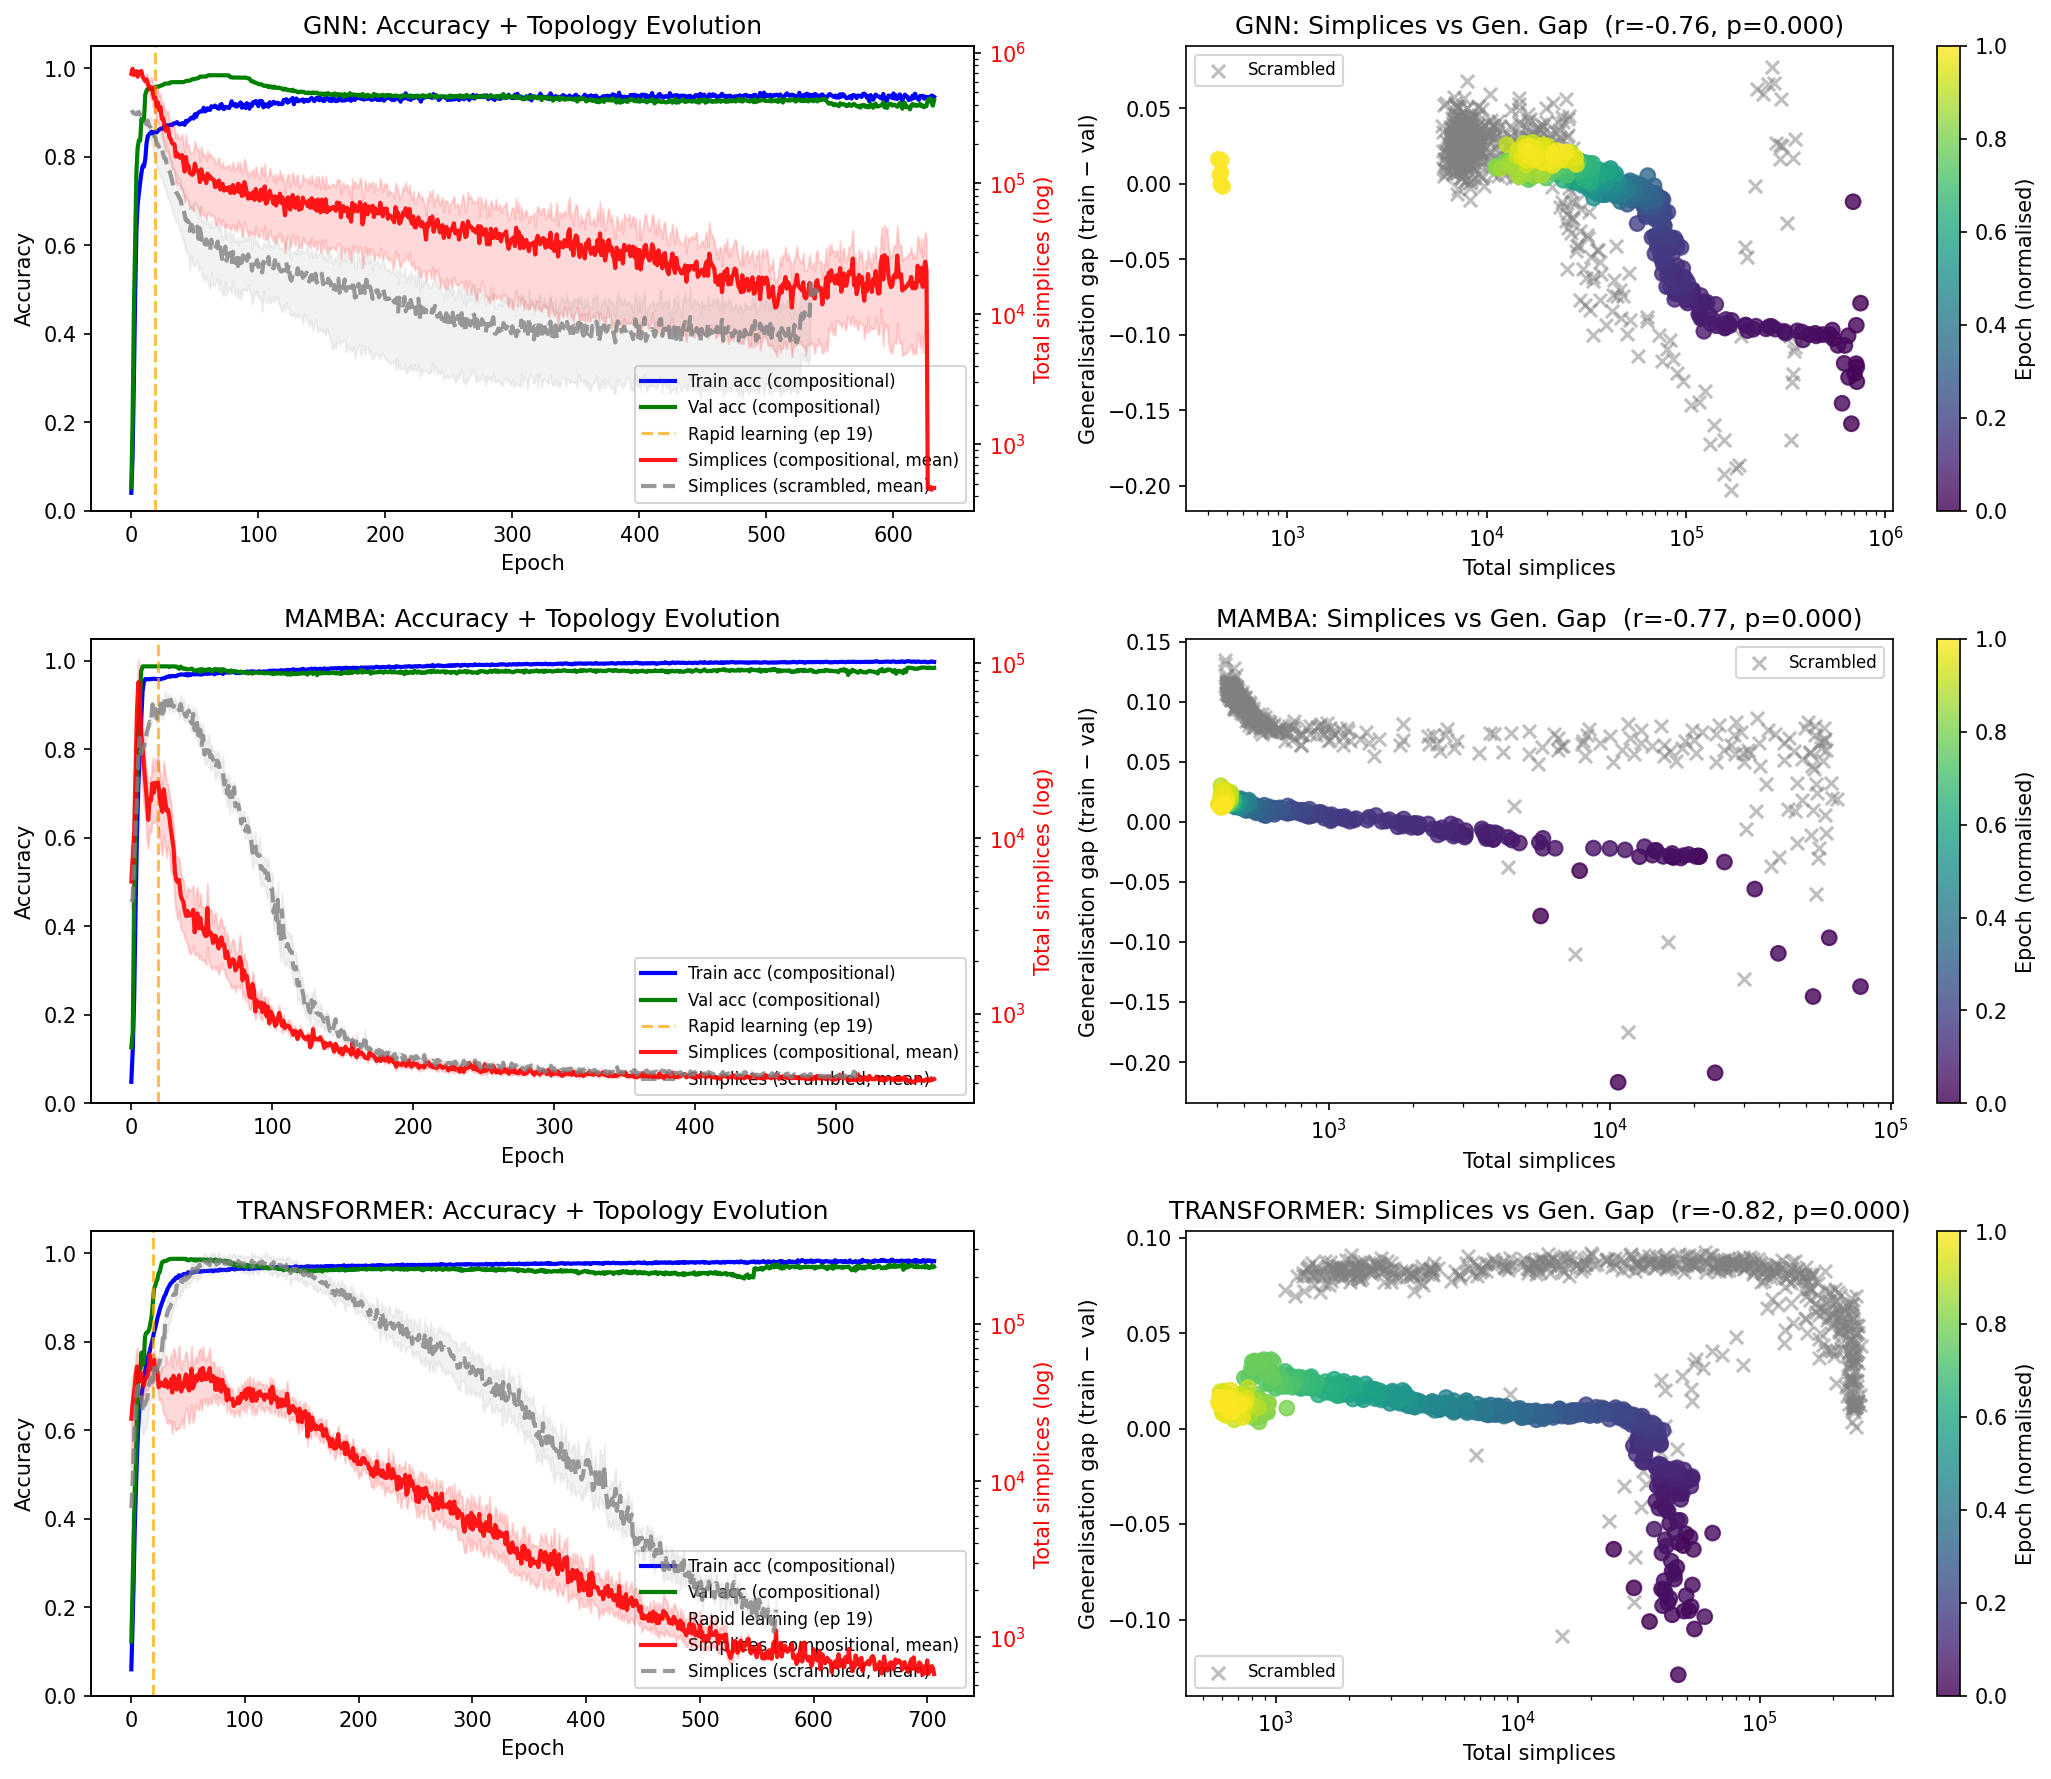 GNN: Accuracy + Topology Evolution
1.0
0.8
0.6
0.4
0.2
0.0
Accuracy
0
100
200
300
400
500
600
Epoch
10⁶
10⁵
10⁴
10³
Total simplices (log)
Train acc (compositional)
Val acc (compositional)
Rapid learning (ep 19)
Simplices (compositional, mean)
Simplices (scrambled, mean)
GNN: Simplices vs Gen. Gap (r=-0.76, p=0.000)
Scrambled
0.05
0.00
−0.05
−0.10
−0.15
−0.20
Generalisation gap (train − val)
10³
10⁴
10⁵
10⁶
Total simplices
1.0
0.8
0.6
0.4
0.2
0.0
Epoch (normalised)
MAMBA: Accuracy + Topology Evolution
1.0
0.8
0.6
0.4
0.2
0.0
Accuracy
0
100
200
300
400
500
Epoch
10⁵
10⁴
10³
Total simplices (log)
Train acc (compositional)
Val acc (compositional)
Rapid learning (ep 19)
Simplices (compositional, mean)
Simplices (scrambled, mean)
MAMBA: Simplices vs Gen. Gap (r=-0.77, p=0.000)
Scrambled
0.15
0.10
0.05
0.00
−0.05
−0.10
−0.15
−0.20
Generalisation gap (train − val)
10³
10⁴
10⁵
Total simplices
1.0
0.8
0.6
0.4
0.2
0.0
Epoch (normalised)
TRANSFORMER: Accuracy + Topology Evolution
1.0
0.8
0.6
0.4
0.2
0.0
Accuracy
0
100
200
300
400
500
600
700
Epoch
10⁵
10⁴
10³
Total simplices (log)
Train acc (compositional)
Val acc (compositional)
Rapid learning (ep 19)
Simplices (compositional, mean)
Simplices (scrambled, mean)
TRANSFORMER: Simplices vs Gen. Gap (r=-0.82, p=0.000)
Scrambled
0.10
0.05
0.00
−0.05
−0.10
Generalisation gap (train − val)
10³
10⁴
10⁵
Total simplices
1.0
0.8
0.6
0.4
0.2
0.0
Epoch (normalised)